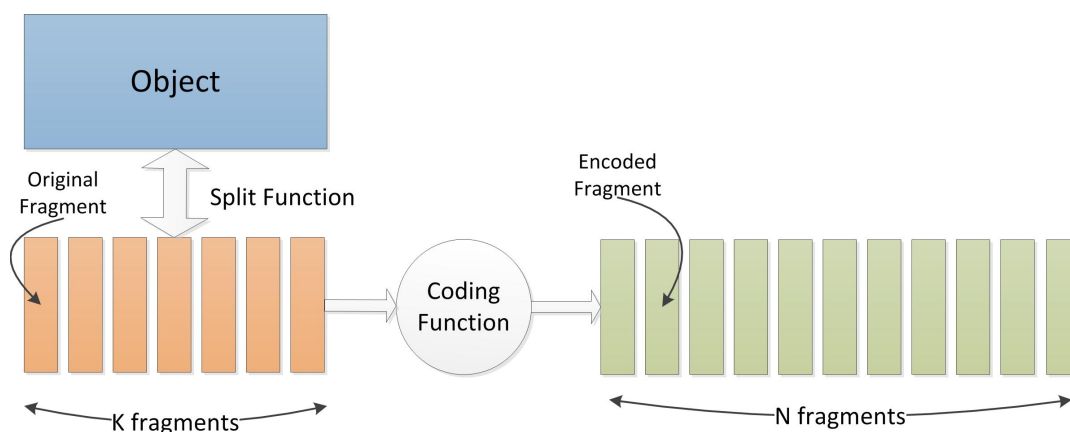 Object
Original
Fragment
Split Function
Encoded
Fragment
Coding
Function
K fragments
N fragments